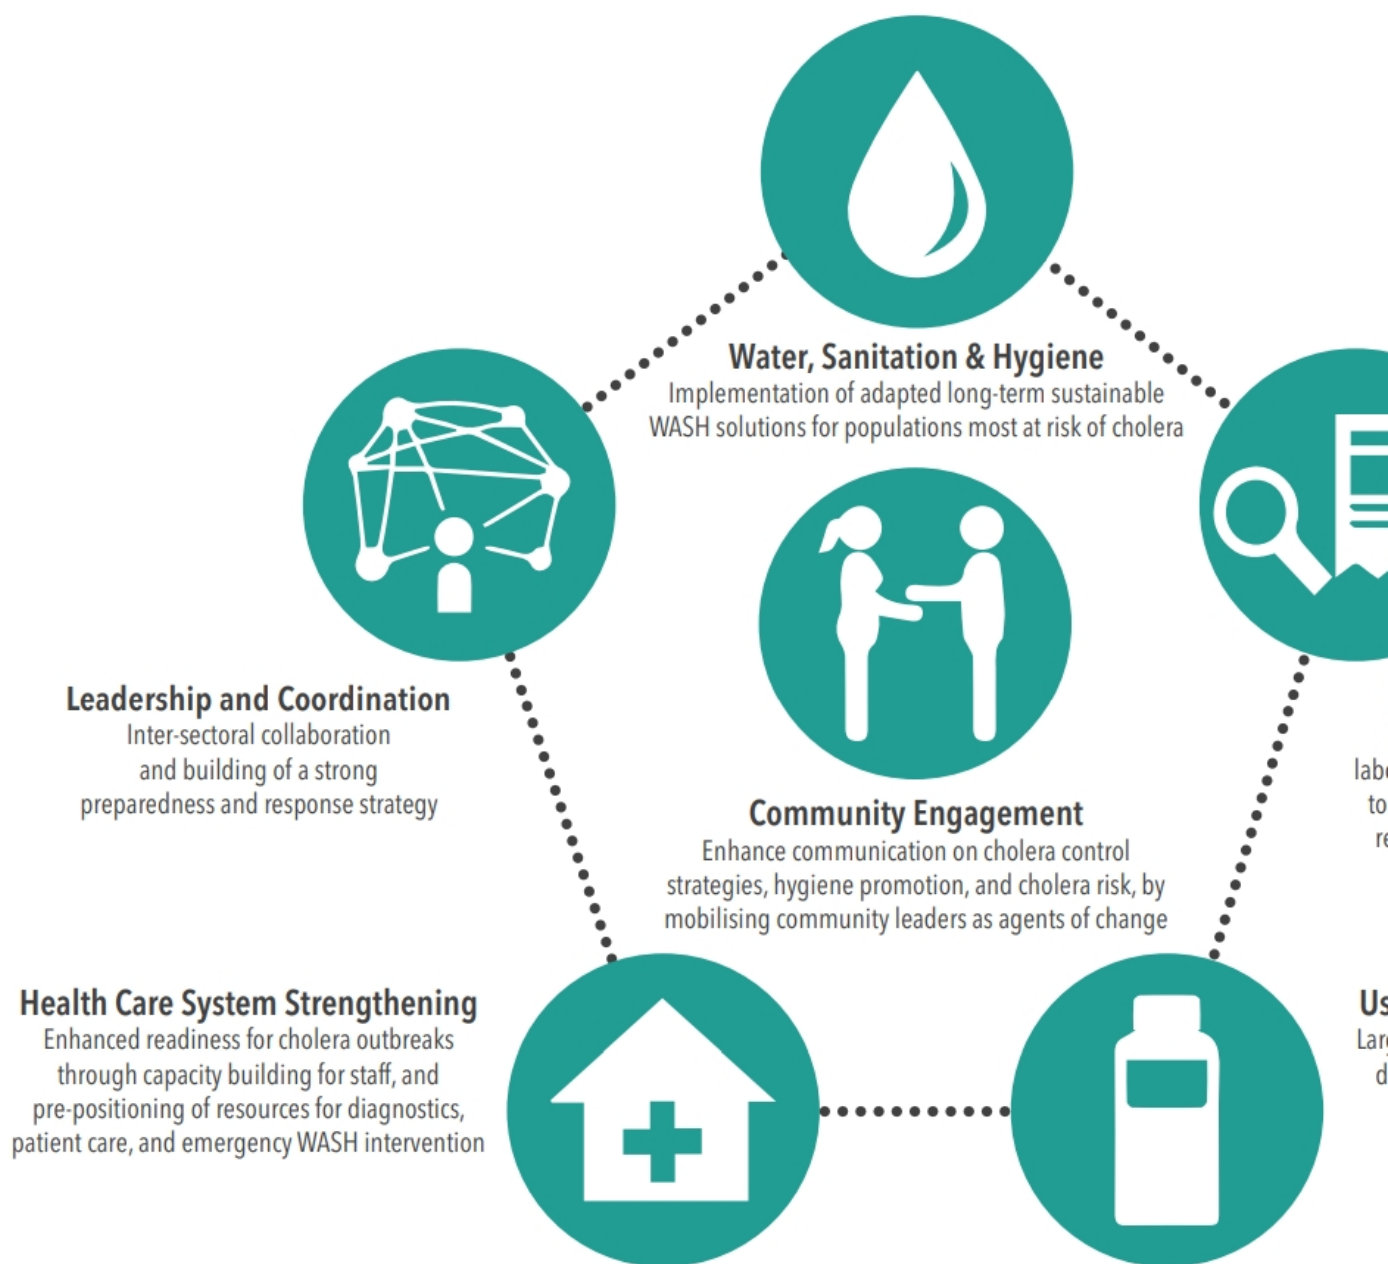 Water, Sanitation & Hygiene
Implementation of adapted long-term sustainable
WASH solutions for populations most at risk of cholera
Leadership and Coordination
Inter-sectoral collaboration
and building of a strong
preparedness and response strategy
Community Engagement
Enhance communication on cholera control
strategies, hygiene promotion, and cholera risk, by
mobilising community leaders as agents of change
to
Health Care System Strengthening
Enhanced readiness for cholera outbreaks
through capacity building for staff, and
pre-positioning of resources for diagnostics,
patient care, and emergency WASH intervention